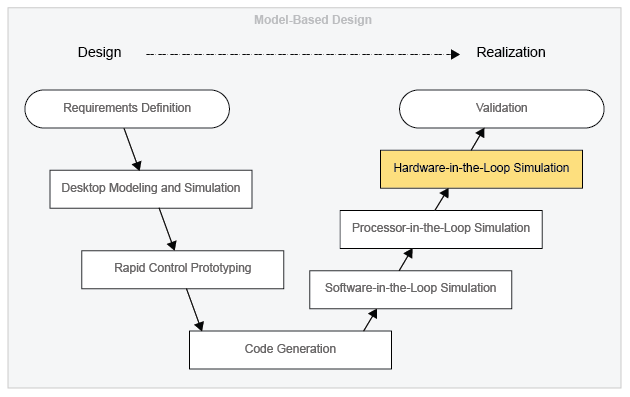 Model-Based Design
Design
Realization
Requirements Definition
Validation
Desktop Modeling and Simulation
Hardware-in-the-Loop Simulation
Rapid Control Prototyping
Processor-in-the-Loop Simulation
Software-in-the-Loop Simulation
Code Generation